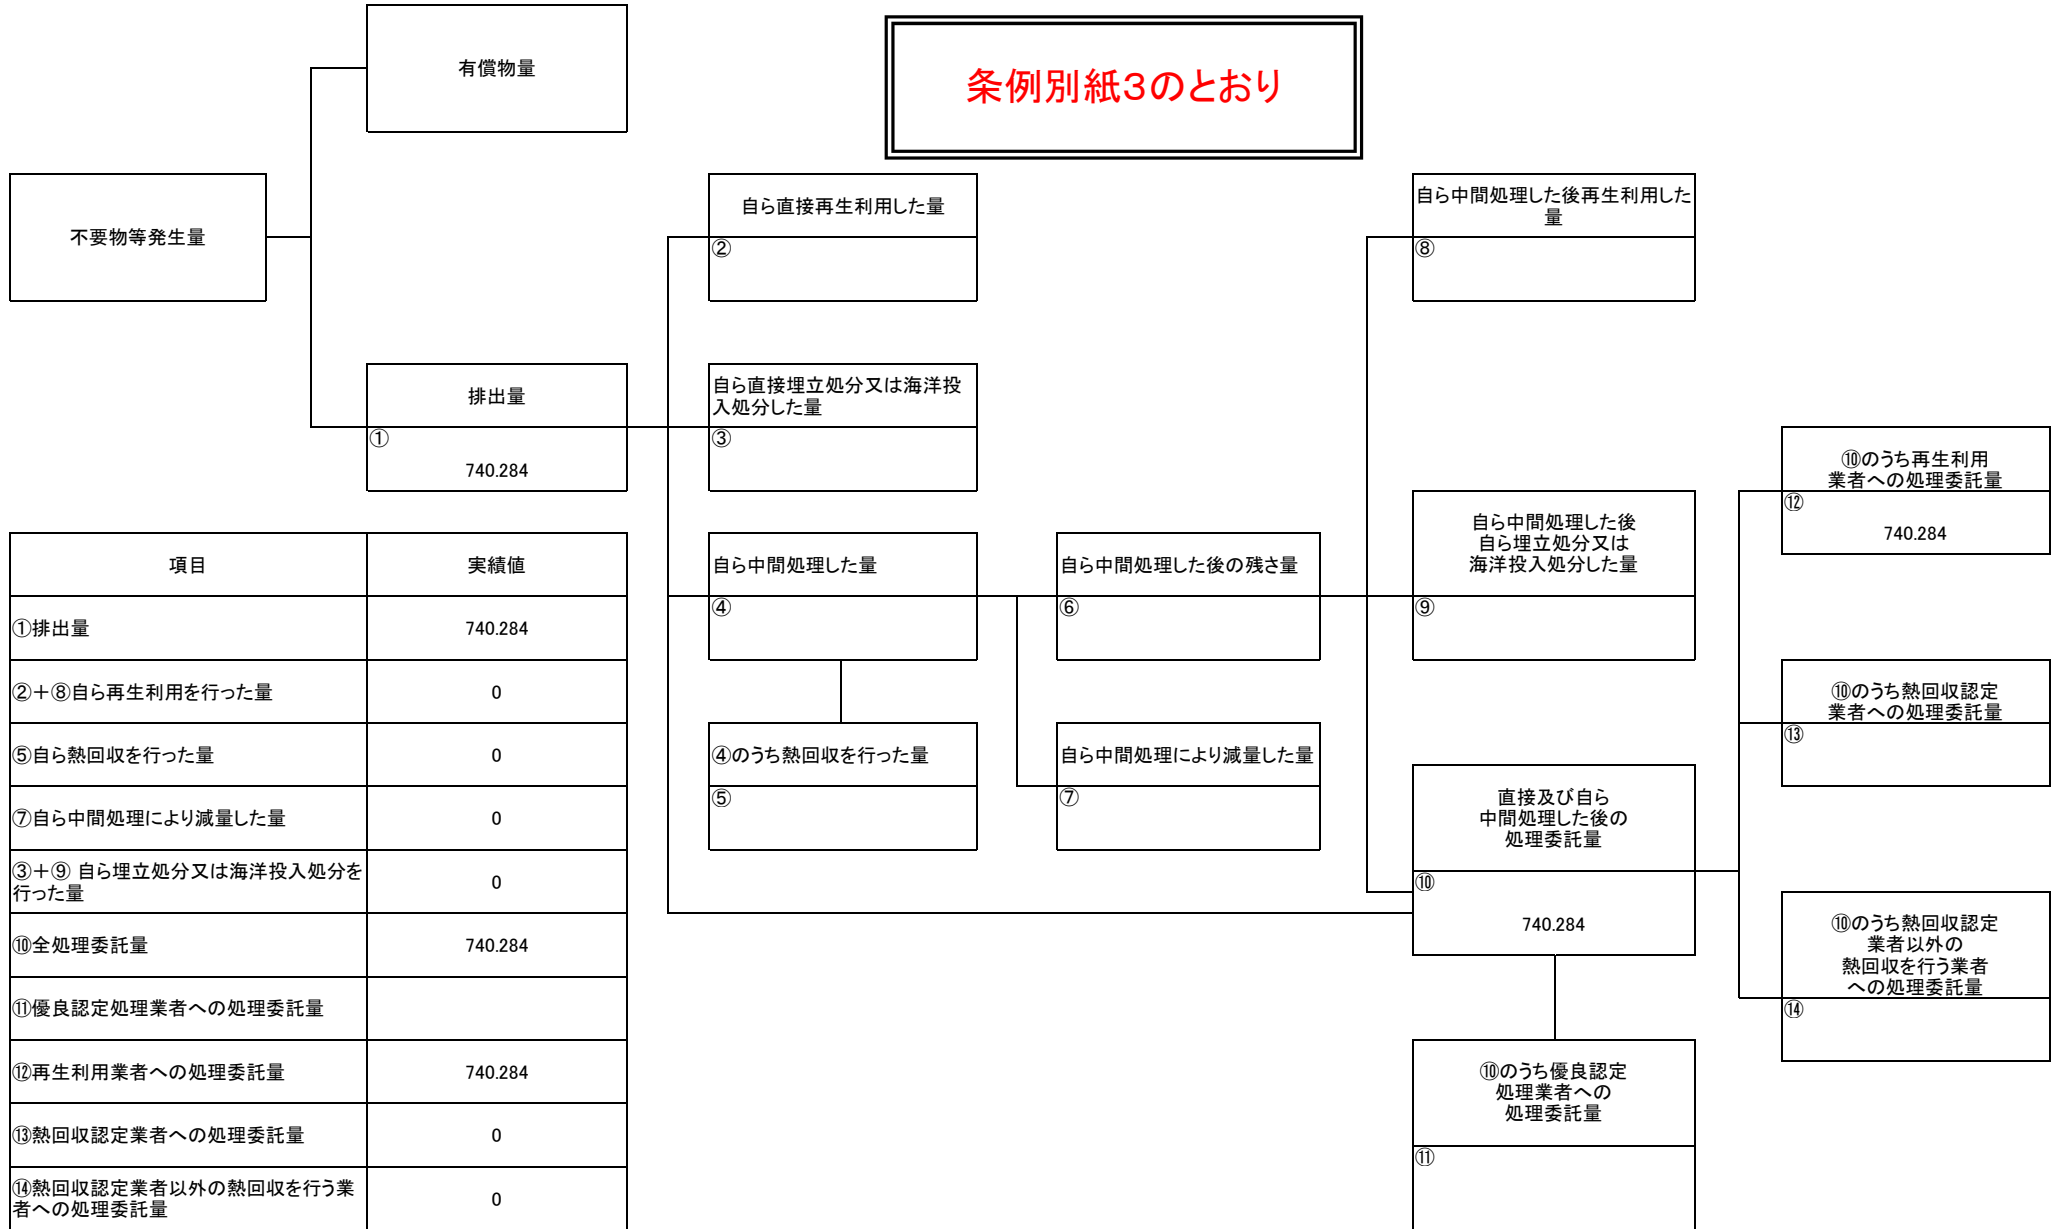 有償物量
条例別紙3のとおり
不要物等発生量
自ら直接再生利用した量
②
自ら中間処理した後再生利用した
量
⑧
排出量
①
740.284
自ら直接埋立処分又は海洋投
入処分した量
③
⑩のうち再生利用
業者への処理委託量
⑫
740.284
自ら中間処理した量
④
自ら中間処理した後の残さ量
⑥
自ら中間処理した後
自ら埋立処分又は
海洋投入処分した量
⑨
⑩のうち熱回収認定
業者への処理委託量
⑬
④のうち熱回収を行った量
⑤
自ら中間処理により減量した量
⑦
直接及び自ら
中間処理した後の
処理委託量
⑩
740.284
⑩のうち熱回収認定
業者以外の
熱回収を行う業者
への処理委託量
⑭
⑩のうち優良認定
処理業者への
処理委託量
⑪
項目 実績値
①排出量 740.284
②+⑧自ら再生利用を行った量 0
⑤自ら熱回収を行った量 0
⑦自ら中間処理により減量した量 0
③+⑨ 自ら埋立処分又は海洋投入処分を
行った量 0
⑩全処理委託量 740.284
⑪優良認定処理業者への処理委託量
⑫再生利用業者への処理委託量 740.284
⑬熱回収認定業者への処理委託量 0
⑭熱回収認定業者以外の熱回収を行う業
者への処理委託量 0